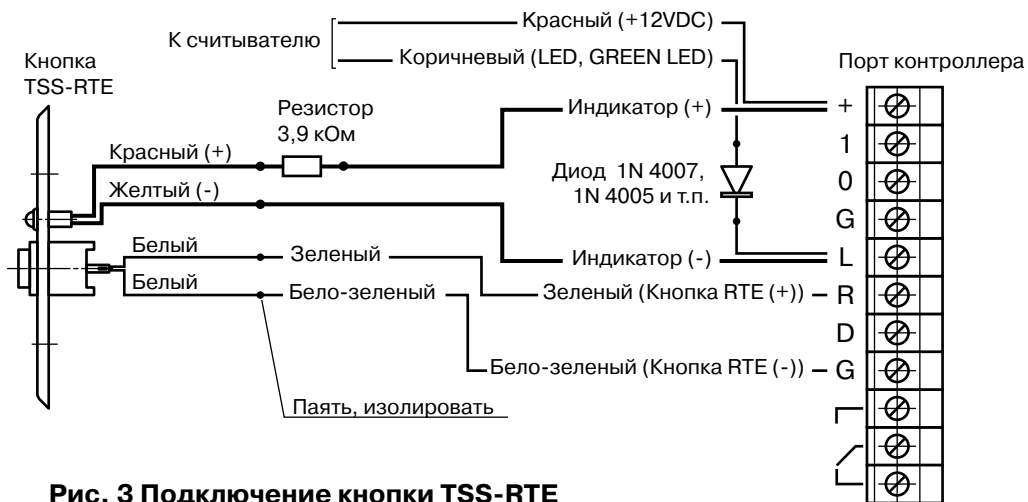 К считывателю
Красный (+12VDC)
Коричневый (LED, GREEN LED)
Кнопка
TSS-RTE
Порт контроллера
Резистор
3,9 кОм
Индикатор (+)
+
1
Красный (+)
Диод 1N 4007,
1N 4005 и т.п.
0
Желтый (-)
G
Белый
Зеленый
Индикатор (-)
L
Белый
Бело-зеленый
Зеленый (Кнопка RTE (+))
R
D
Бело-зеленый (Кнопка RTE (-))
G
Паять, изолировать
Рис. 3 Подключение кнопки TSS-RTE